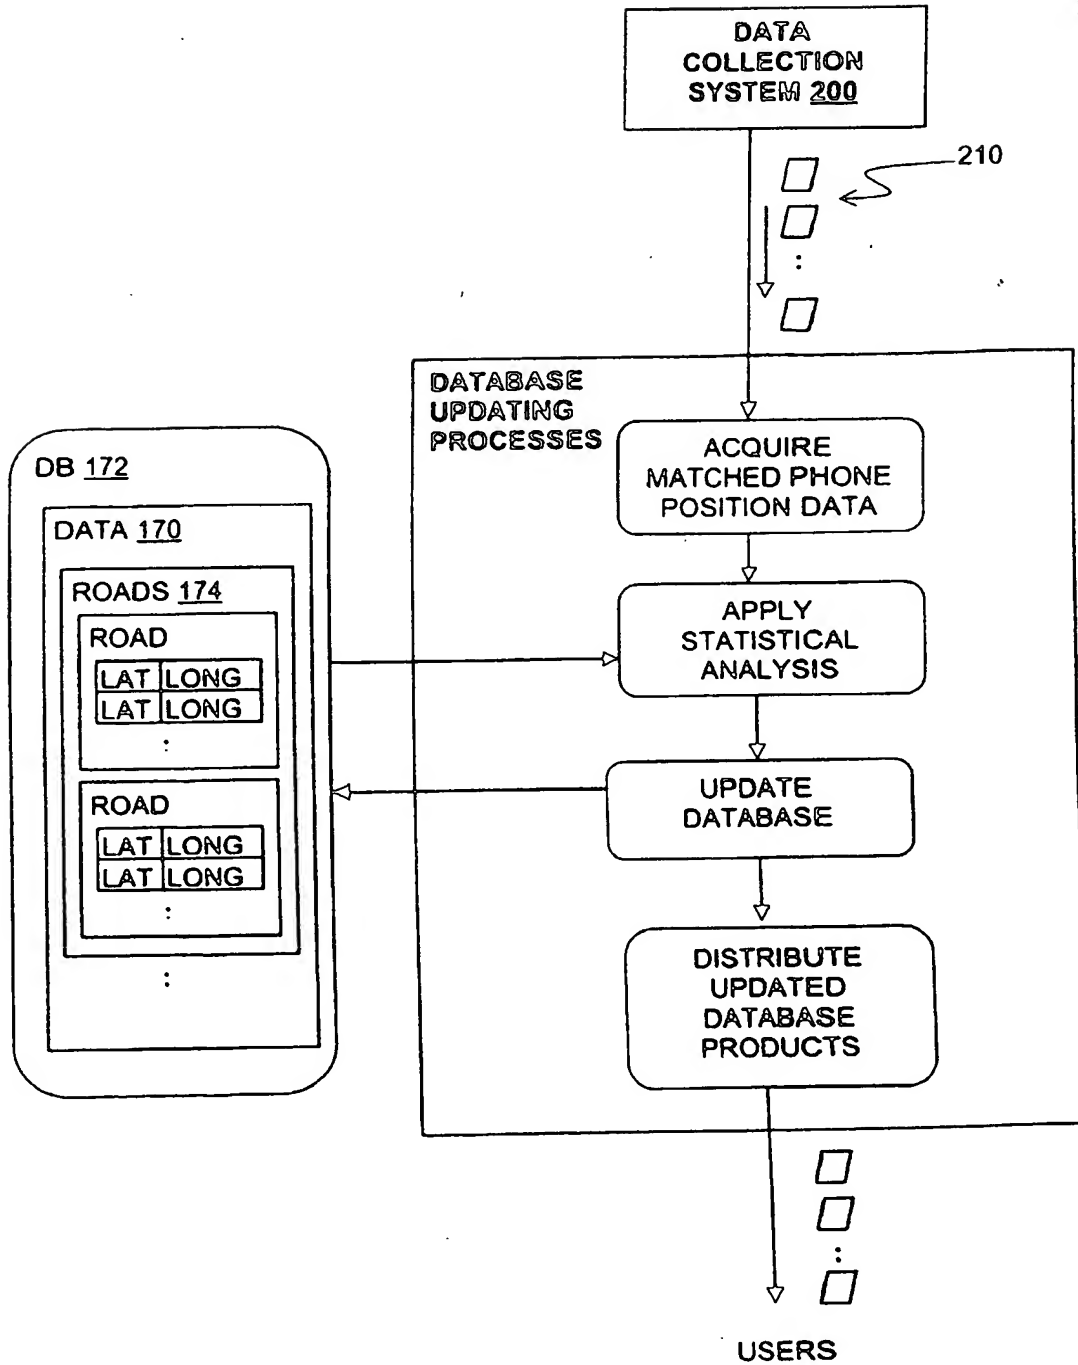 DATA
COLLECTION
SYSTEM 200
210
DATABASE
UPDATING
PROCESSES
ACQUIRE
MATCHED PHONE
POSITION DATA
DB 172
DATA 170
ROADS 174
ROAD
LAT LONG
LAT LONG
:
ROAD
LAT LONG
LAT LONG
:
:
APPLY
STATISTICAL
ANALYSIS
UPDATE
DATABASE
DISTRIBUTE
UPDATED
DATABASE
PRODUCTS
USERS